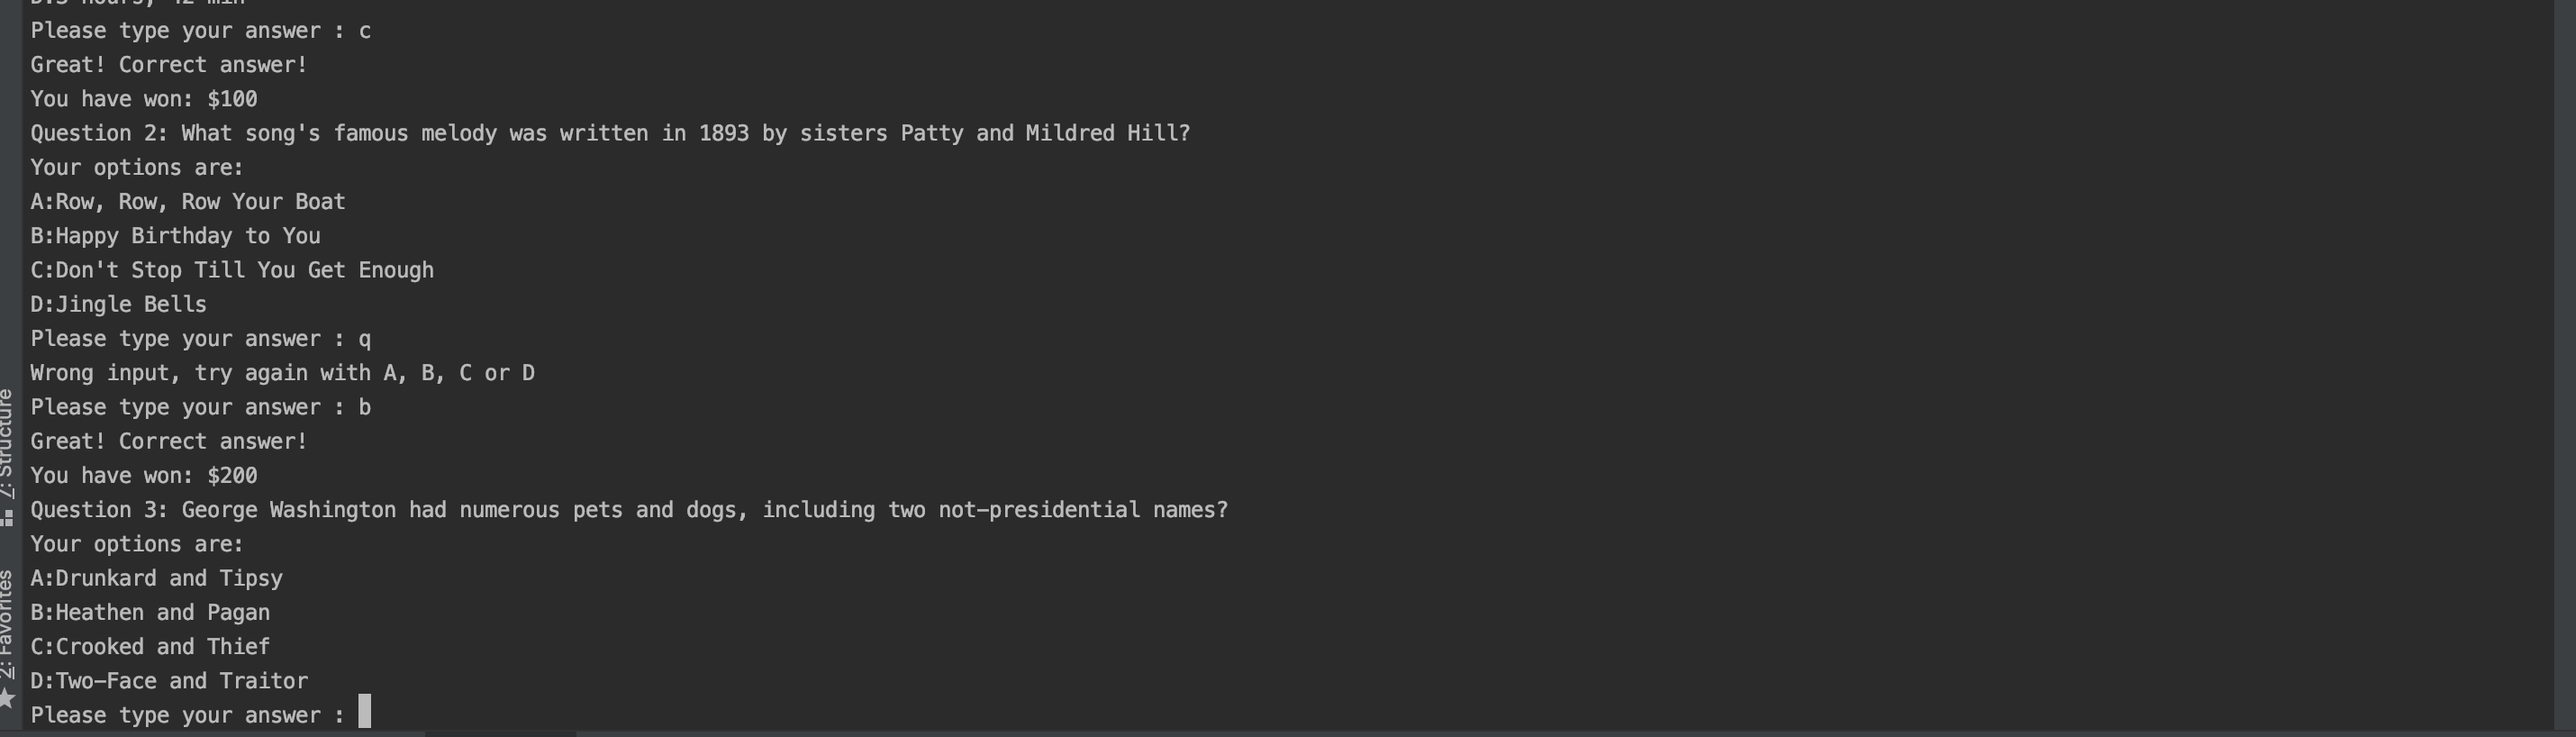 Please type your answer : c
Great! Correct answer!
You have won: $100
Question 2: What song's famous melody was written in 1893 by sisters Patty and Mildred Hill?
Your options are:
A:Row, Row, Row Your Boat
B:Happy Birthday to You
C:Don't Stop Till You Get Enough
D:Jingle Bells
Please type your answer : q
Wrong input, try again with A, B, C or D
Please type your answer : b
Great! Correct answer!
You have won: $200
Question 3: George Washington had numerous pets and dogs, including two not-presidential names?
Your options are:
A:Drunkard and Tipsy
B:Heathen and Pagan
C:Crooked and Thief
D:Two-Face and Traitor
Please type your answer :
7: Structure
2: Favorites